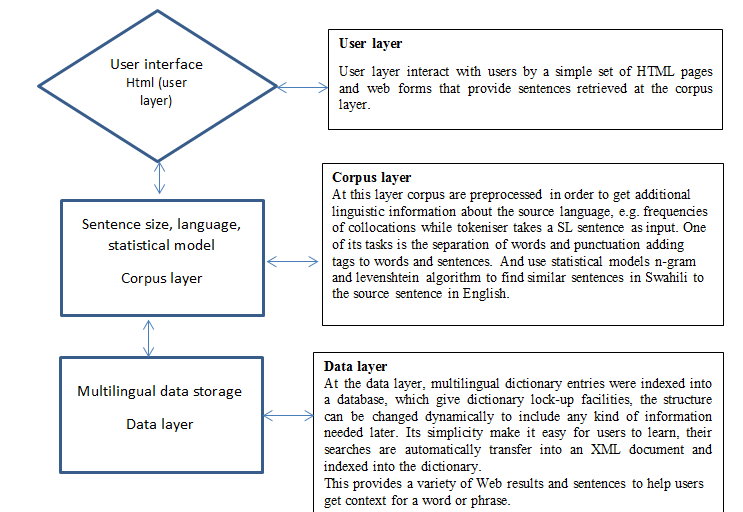 User interface
Html (user
layer)
User layer
User layer interact with users by a simple set of HTML pages
and web forms that provide sentences retrieved at the corpus
layer.
Sentence size, language,
statistical model
Corpus layer
Corpus layer
At this layer corpus are preprocessed in order to get additional
linguistic information about the source language, e.g. frequencies
of collocations while tokeniser takes a SL sentence as input. One
of its tasks is the separation of words and punctuation adding
tags to words and sentences. And use statistical models n-gram
and levenshtein algorithm to find similar sentences in Swahili to
the source sentence in English.
Multilingual data storage
Data layer
Data layer
At the data layer, multilingual dictionary entries were indexed into
a database, which give dictionary lock-up facilities, the structure
can be changed dynamically to include any kind of information
needed later. Its simplicity make it easy for users to learn, their
searches are automatically transfer into an XML document and
indexed into the dictionary.
This provides a variety of Web results and sentences to help users
get context for a word or phrase.